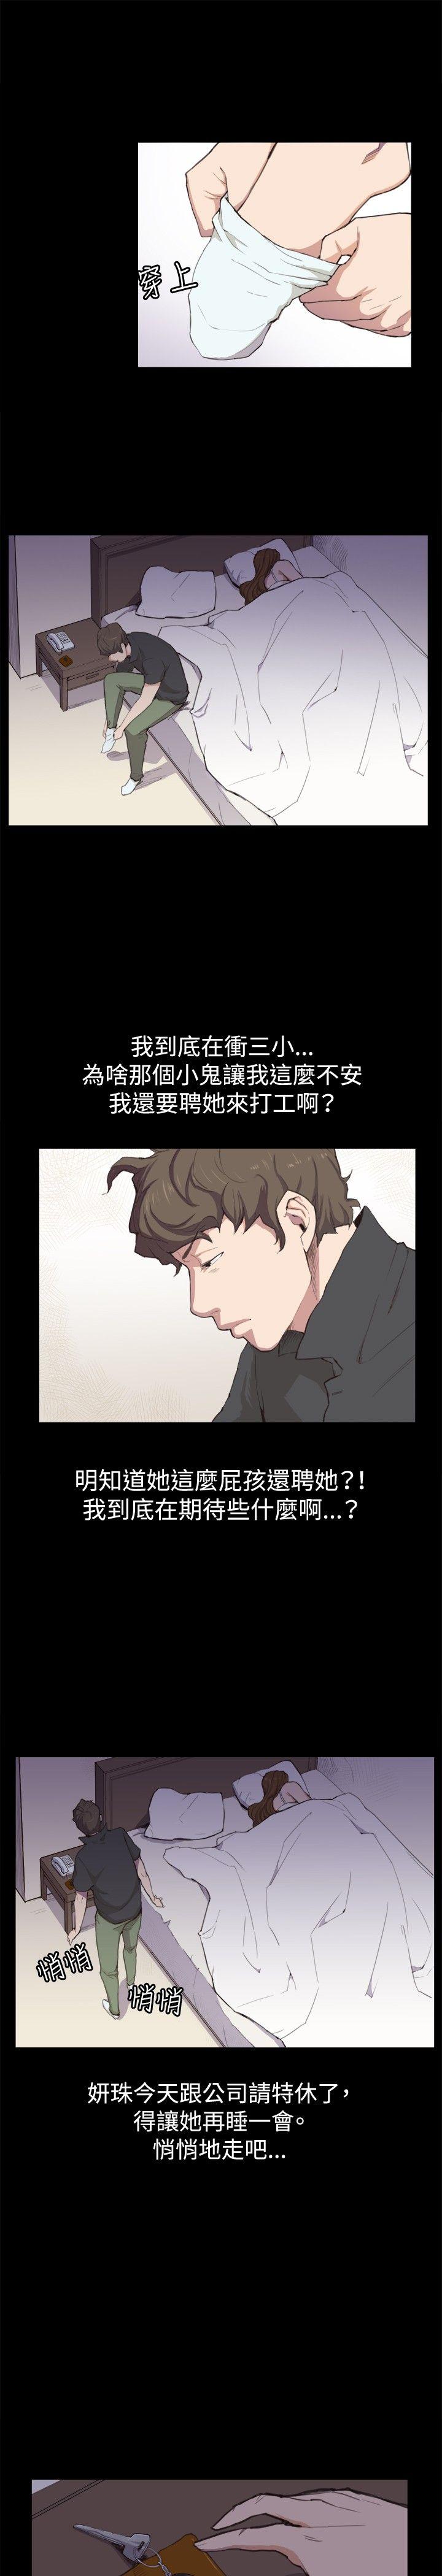 穿上
我到底在衝三小...
為啥那個小鬼讓我這麼不安
我還要聘她來打工啊？
明知道她這麼屁孩還聘她？！
我到底在期待些什麼啊...？
悄悄
悄悄
妍珠今天跟公司請特休了，
得讓她再睡一會。
悄悄地走吧...